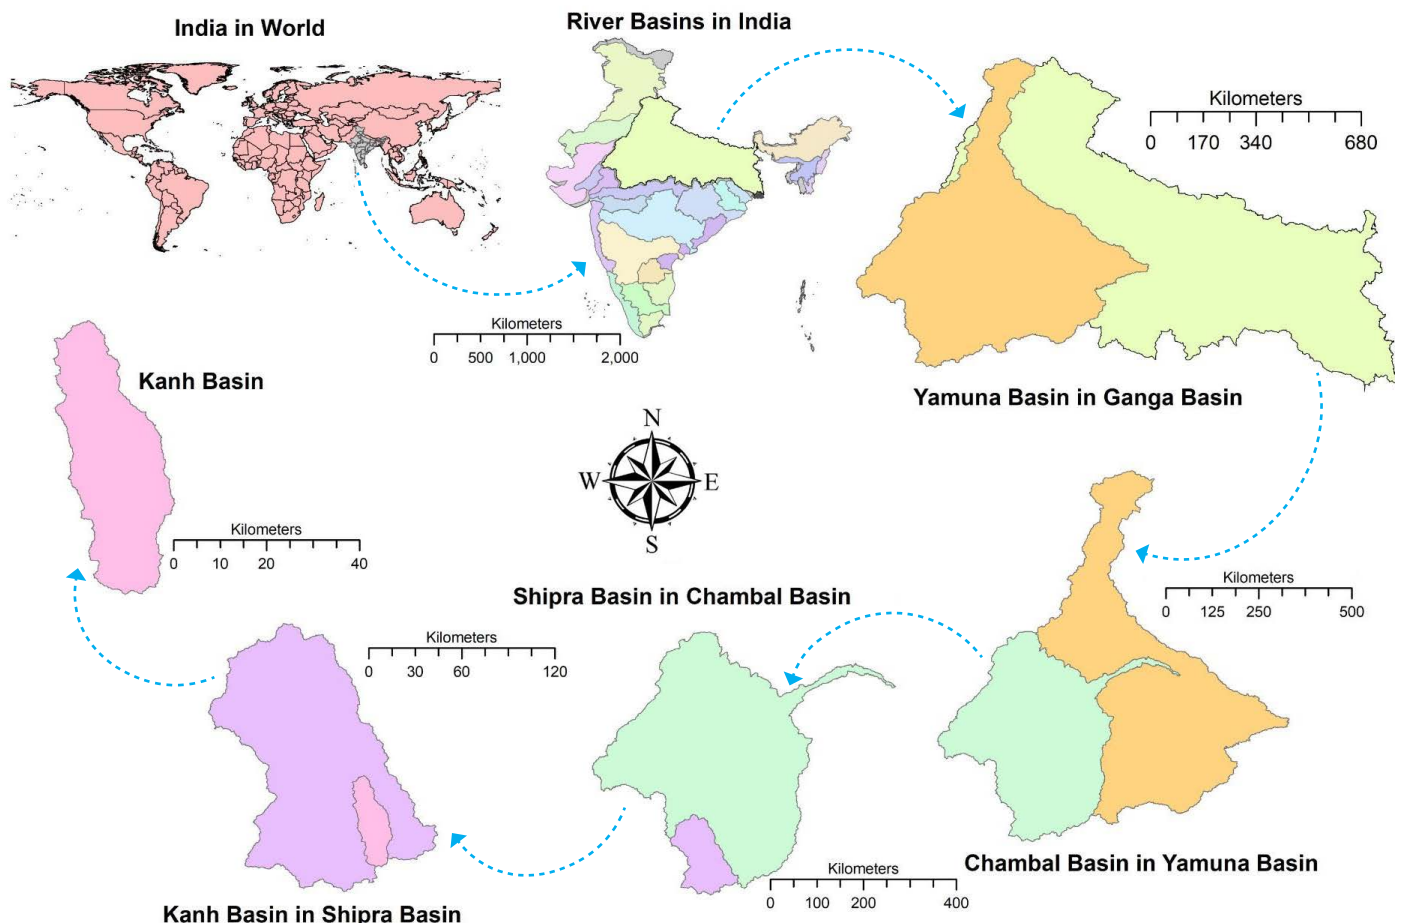 India in World
River Basins in India
Kilometers
0 170 340 680
Kilometers
0 500 1,000 2,000
Kanh Basin
Yamuna Basin in Ganga Basin
N
W E
S
Kilometers
0 10 20 40
Kilometers
0 125 250 500
Shipra Basin in Chambal Basin
Kilometers
0 30 60 120
Kilometers
0 100 200 400
Chambal Basin in Yamuna Basin
Kanh Basin in Shipra Basin